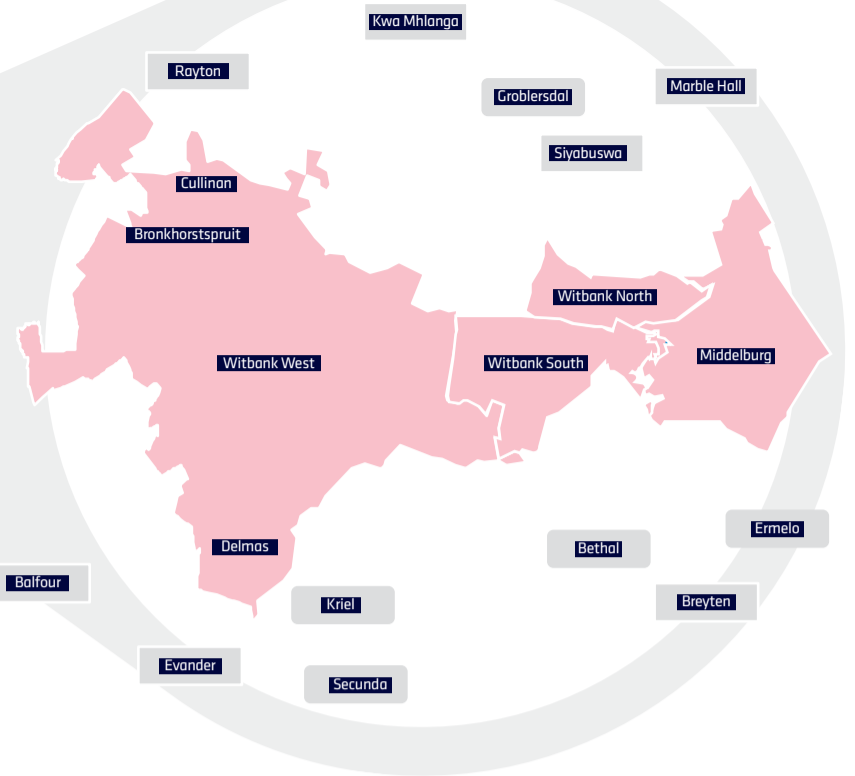 Kwa Mhlanga
Rayton
Marble Hall
Groblersdal
Siyabuswa
Cullinan
Bronkhorstspruit
Witbank North
Witbank West
Witbank South
Middelburg
Ermelo
Delmas
Bethal
Balfour
Kriel
Breyten
Evander
Secunda